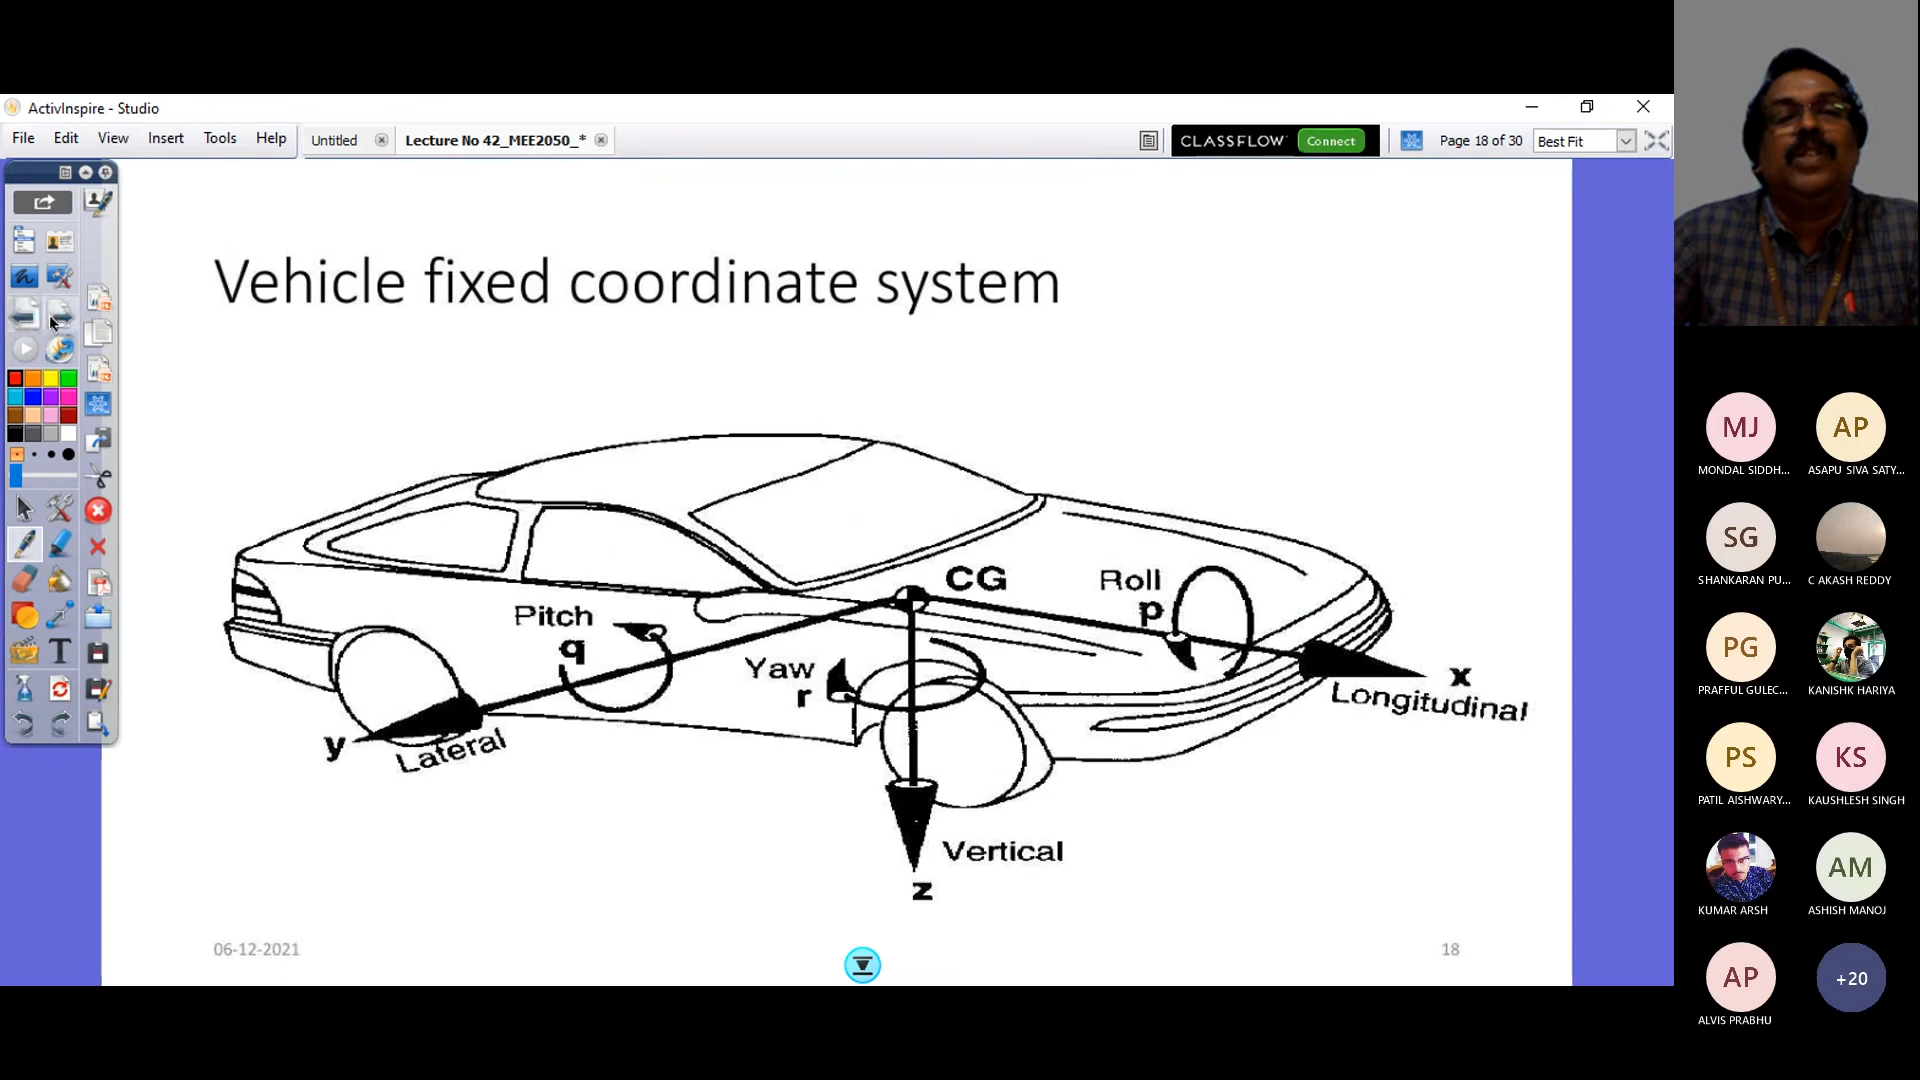 ActivInspire - Studio
File Edit View Insert Tools Help
Untitled
Lecture No 42_MEE2050_*
CLASSFLOW
Connect
Page 18 of 30
Best Fit
Vehicle fixed coordinate system
CG
Roll
p
Pitch
q
Yaw
r
x
Longitudinal
y
Lateral
Vertical
z
06-12-2021
18
T
MJ
MONDAL SIDDH...
AP
ASAPU SIVA SATY...
SG
SHANKARAN PU...
C AKASH REDDY
PG
PRAFFUL GULEC...
KANISHK HARIYA
PS
PATIL AISHWARY...
KS
KAUSHLESH SINGH
KUMAR ARSH
AM
ASHISH MANOJ
AP
ALVIS PRABHU
+20